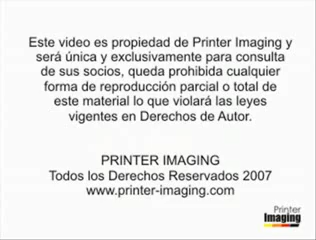 Este video es propiedad de Printer Imaging y
será única y exclusivamente para consulta
de sus socios, queda prohibida cualquier
forma de reproducción parcial o total de
este material lo que violará las leyes
vigentes en Derechos de Autor.
PRINTER IMAGING
Todos los Derechos Reservados 2007
www.printer-imaging.com
Printer
Imaging